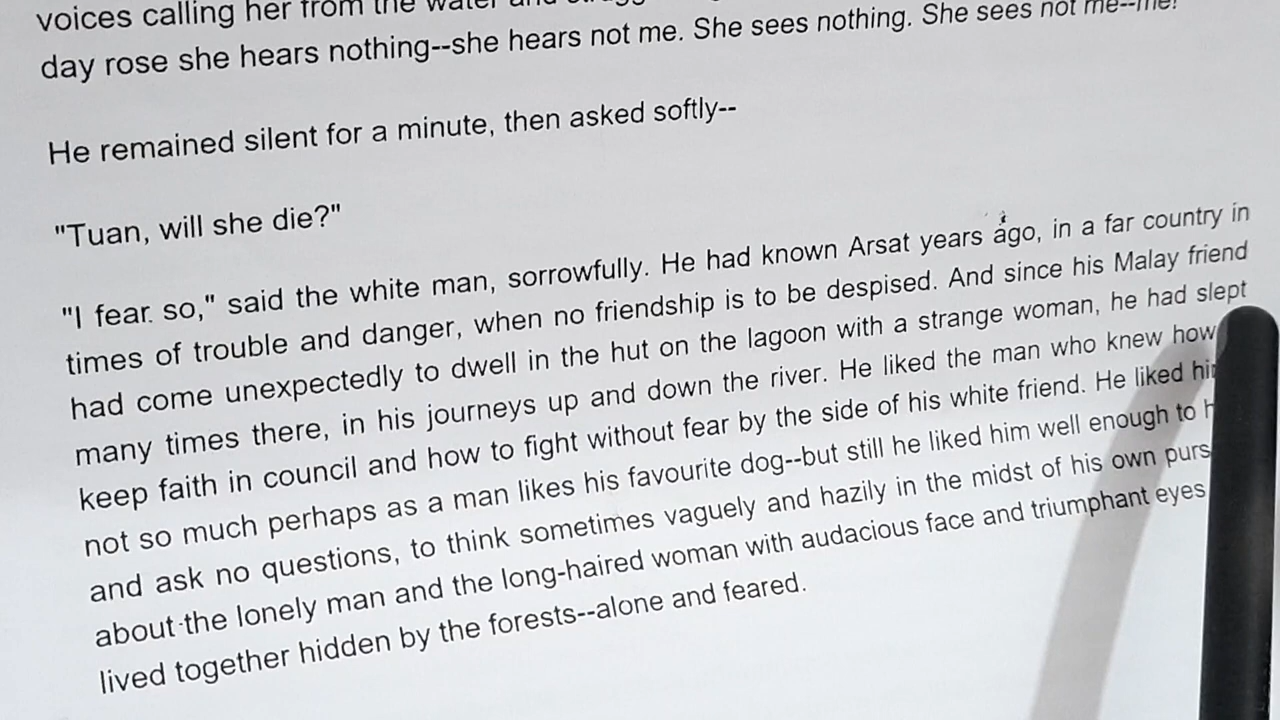 voices calling her from the water and
day rose she hears nothing--she hears not me. She sees nothing. She sees not me--me!
He remained silent for a minute, then asked softly--
"Tuan, will she die?"
"I fear so," said the white man, sorrowfully. He had known Arsat years ago, in a far country in
times of trouble and danger, when no friendship is to be despised. And since his Malay friend
had come unexpectedly to dwell in the hut on the lagoon with a strange woman, he had slept
many times there, in his journeys up and down the river. He liked the man who knew how
keep faith in council and how to fight without fear by the side of his white friend. He liked
not so much perhaps as a man likes his favourite dog--but still he liked him well enough to
and ask no questions, to think sometimes vaguely and hazily in the midst of his own
about the lonely man and the long-haired woman with audacious face and triumphant eyes
lived together hidden by the forests--alone and feared.